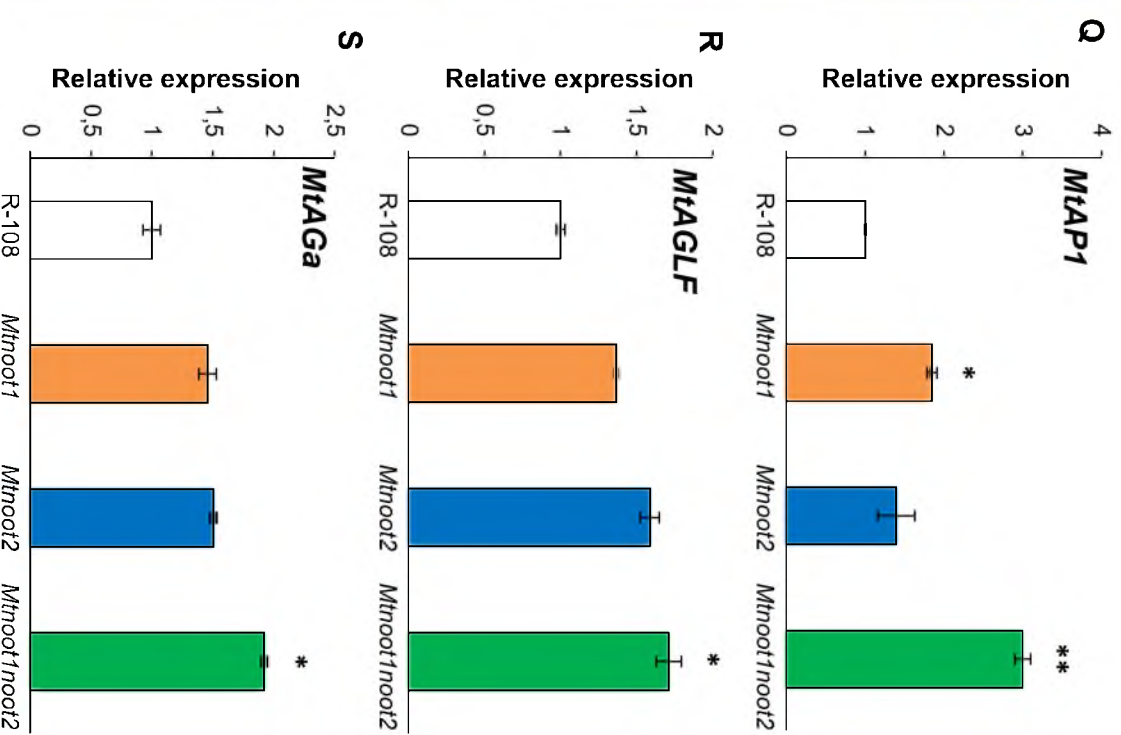 Q
MtAP1
Relative expression
4
3
2
1
0
R-108
Mtnoot1
Mtnoot2
Mtnoot1noot2
*
**
R
MtAGLF
Relative expression
2
1,5
1
0,5
0
R-108
Mtnoot1
Mtnoot2
Mtnoot1noot2
*
S
MtAGa
Relative expression
2,5
2
1,5
1
0,5
0
R-108
Mtnoot1
Mtnoot2
Mtnoot1noot2
*